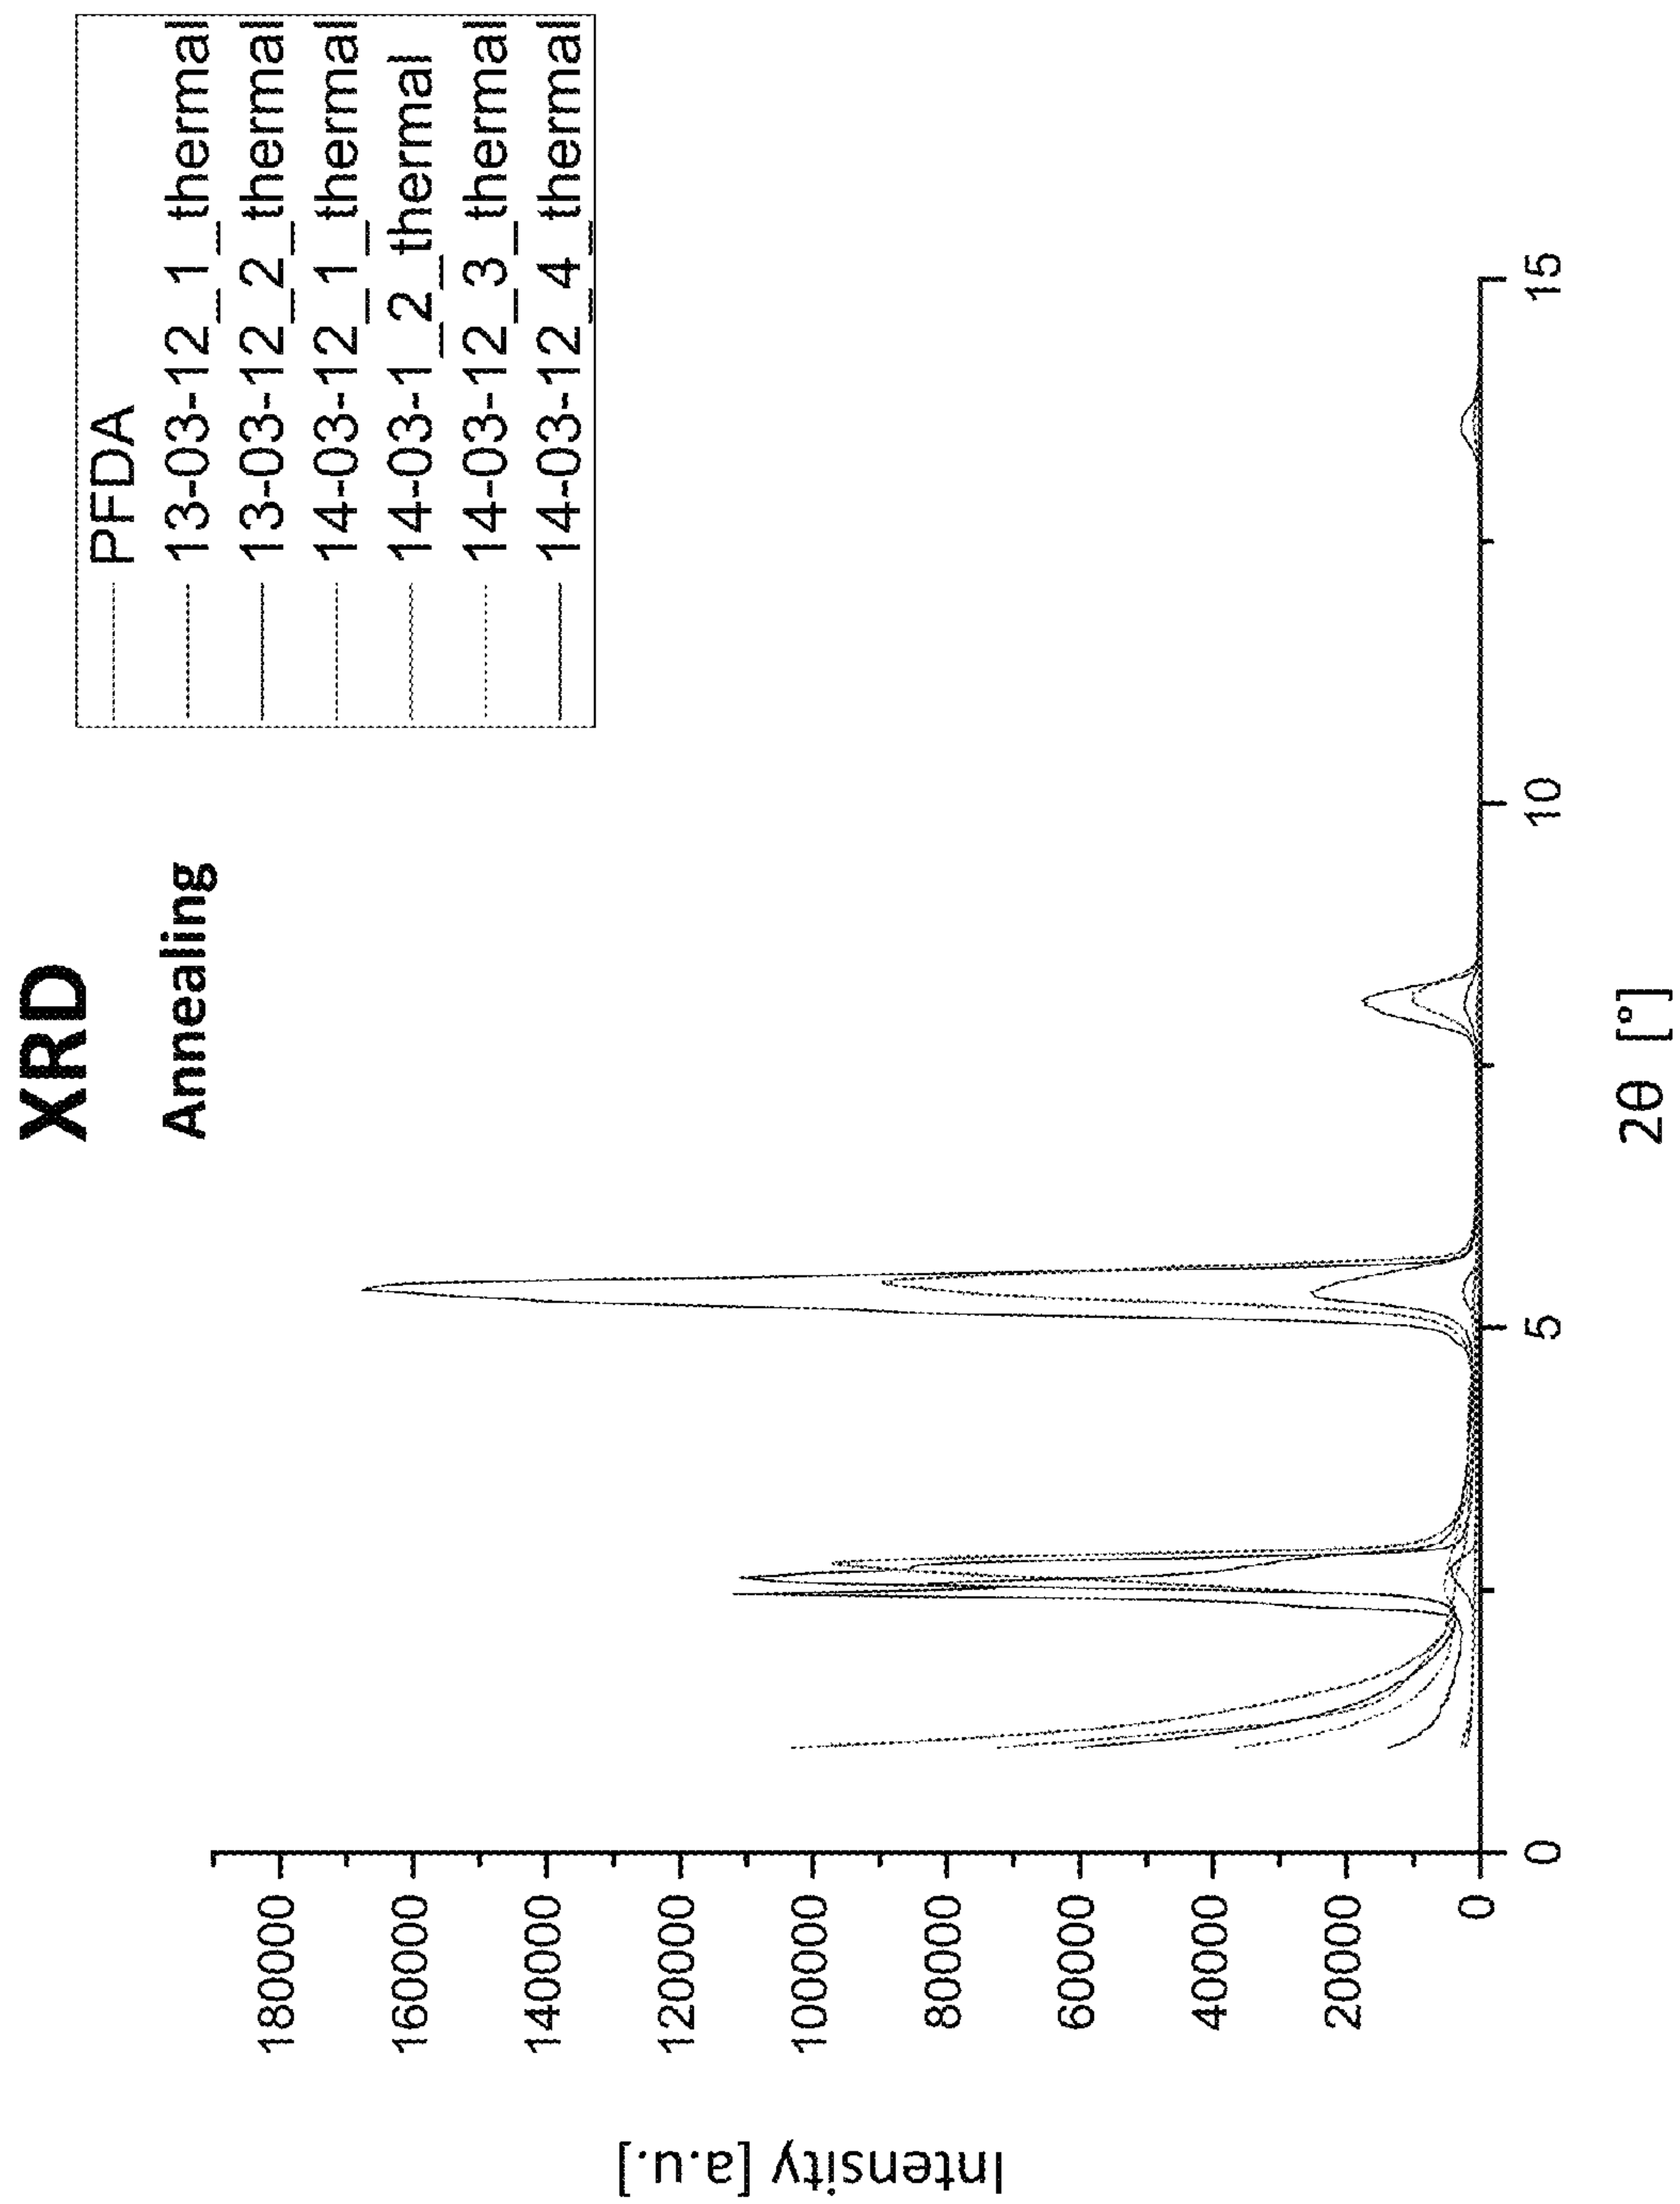 XRD
Annealing
PFDA
13-03-12_1_thermal
13-03-12_2_thermal
14-03-12_1_thermal
14-03-1_2_thermal
14-03-12_3_thermal
14-03-12_4_thermal
Intensity [a.u.]
180000
160000
140000
120000
100000
80000
60000
40000
20000
0
0 5 10 15
2θ [°]